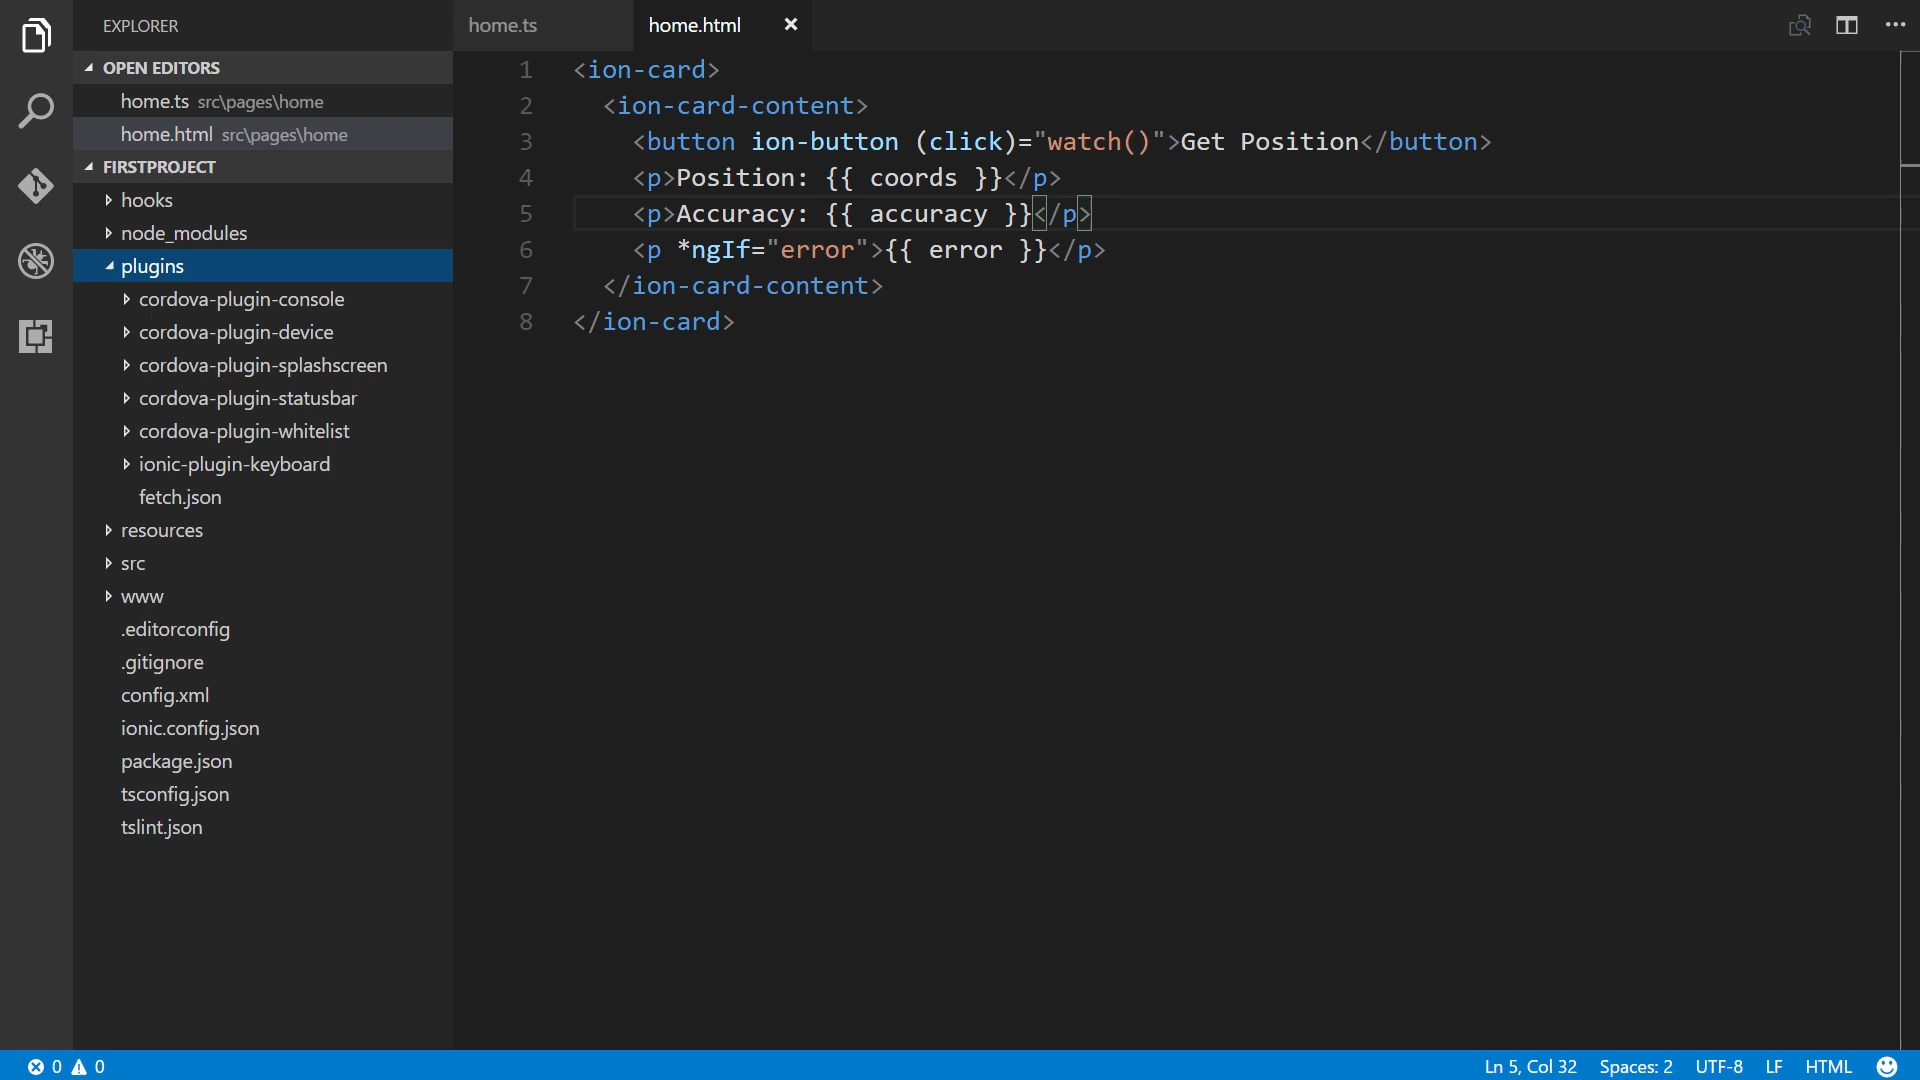 EXPLORER
OPEN EDITORS
home.ts src\pages\home
home.html src\pages\home
FIRSTPROJECT
hooks
node_modules
plugins
cordova-plugin-console
cordova-plugin-device
cordova-plugin-splashscreen
cordova-plugin-statusbar
cordova-plugin-whitelist
ionic-plugin-keyboard
fetch.json
resources
src
www
.editorconfig
.gitignore
config.xml
ionic.config.json
package.json
tsconfig.json
tslint.json
home.ts home.html
1 <ion-card>
2 <ion-card-content>
3 <button ion-button (click)="watch()">Get Position</button>
4 <p>Position: {{ coords }}</p>
5 <p>Accuracy: {{ accuracy }}</p>
6 <p *ngIf="error">{{ error }}</p>
7 </ion-card-content>
8 </ion-card>
0 0 Ln 5, Col 32 Spaces: 2 UTF-8 LF HTML